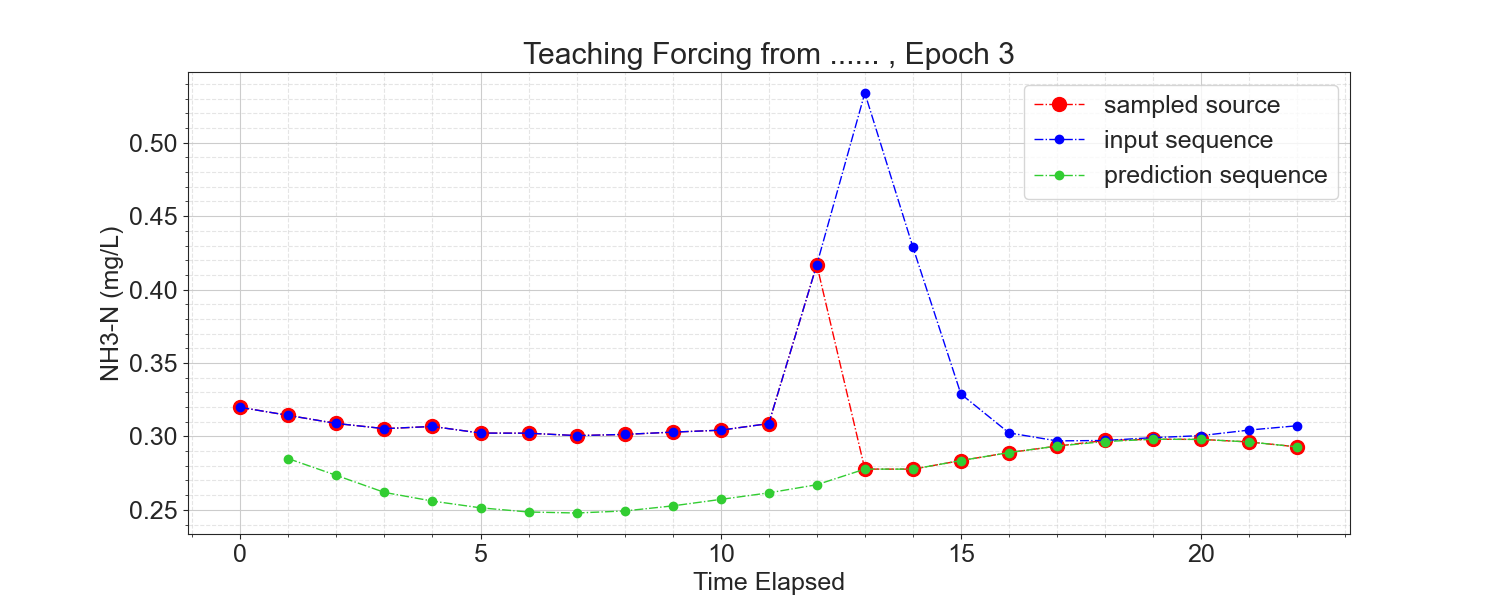 Teaching Forcing from ...... , Epoch 3
sampled source
input sequence
prediction sequence
NH3-N (mg/L)
0.50
0.45
0.40
0.35
0.30
0.25
0 5 10 15 20
Time Elapsed